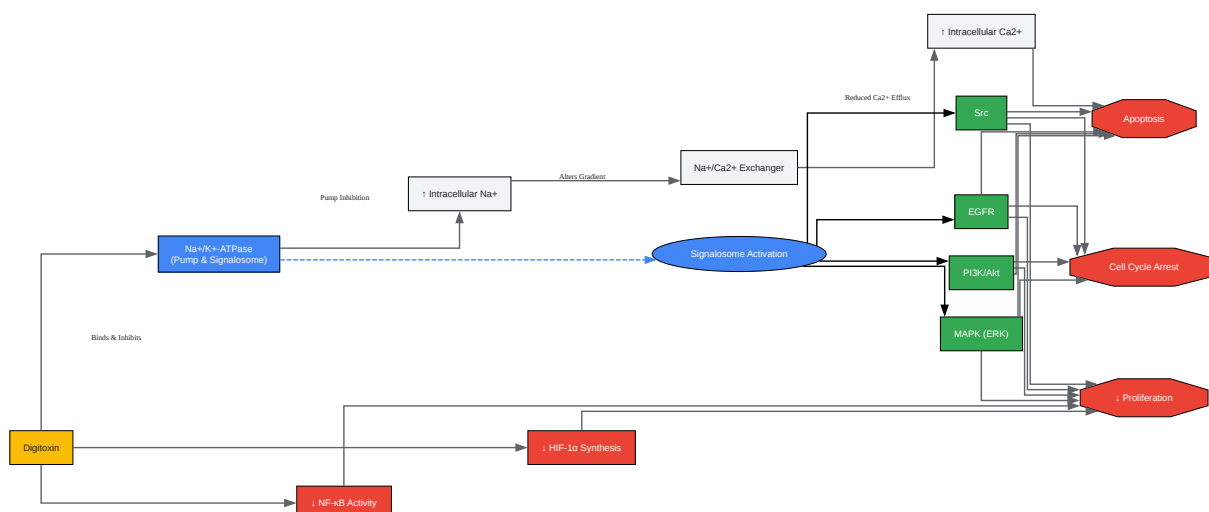 ↑ Intracellular Ca2+
Reduced Ca2+ Efflux
Src
Apoptosis
Na+/Ca2+ Exchanger
Alters Gradient
↑ Intracellular Na+
Pump Inhibition
EGFR
Na+/K+-ATPase
(Pump & Signalosome)
Signalosome Activation
PI3K/Akt
Cell Cycle Arrest
MAPK (ERK)
Binds & Inhibits
↓ Proliferation
Digitoxin
↓ HIF-1α Synthesis
↓ NF-κB Activity